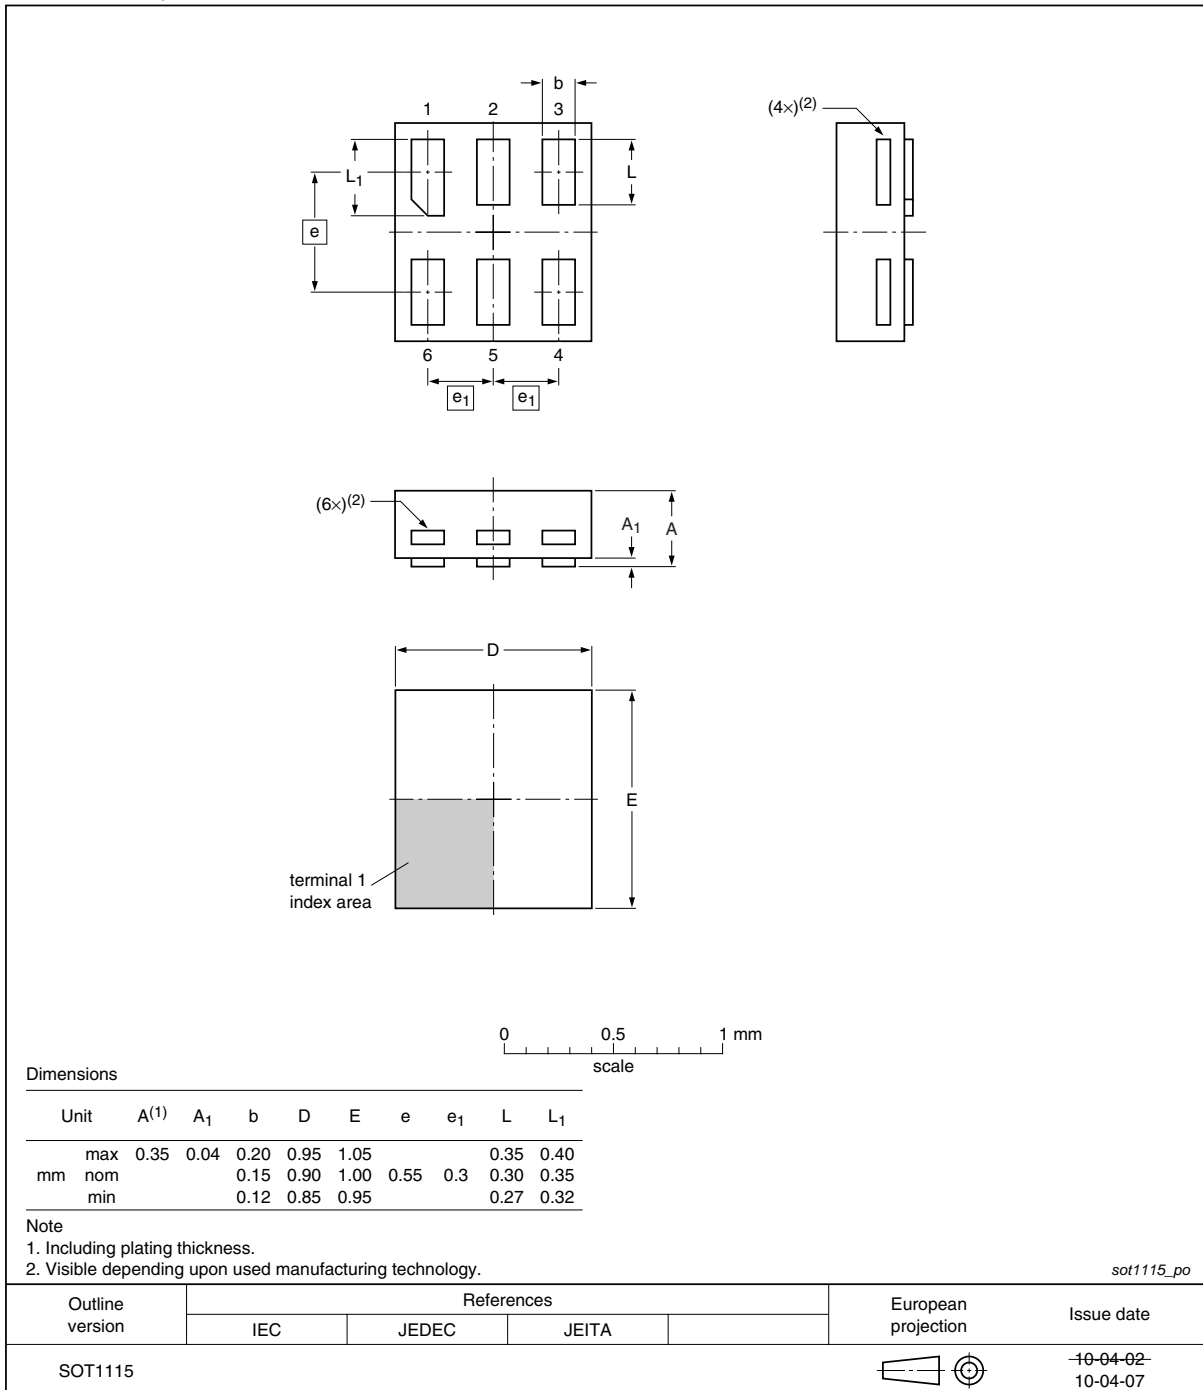 b
1 2 3
(4×)(2)
L1
L
e
6 5 4
e1 e1
(6×)(2)
A1 A
D
E
terminal 1
index area
0 0.5 1 mm
scale
Dimensions
Unit A(1) A1 b D E e e1 L L1
max 0.35 0.04 0.20 0.95 1.05 0.35 0.40
mm nom 0.15 0.90 1.00 0.55 0.3 0.30 0.35
min 0.12 0.85 0.95 0.27 0.32
Note
1. Including plating thickness.
2. Visible depending upon used manufacturing technology.
sot1115_po
Outline version References European projection Issue date
IEC JEDEC JEITA
SOT1115
10-04-02
10-04-07